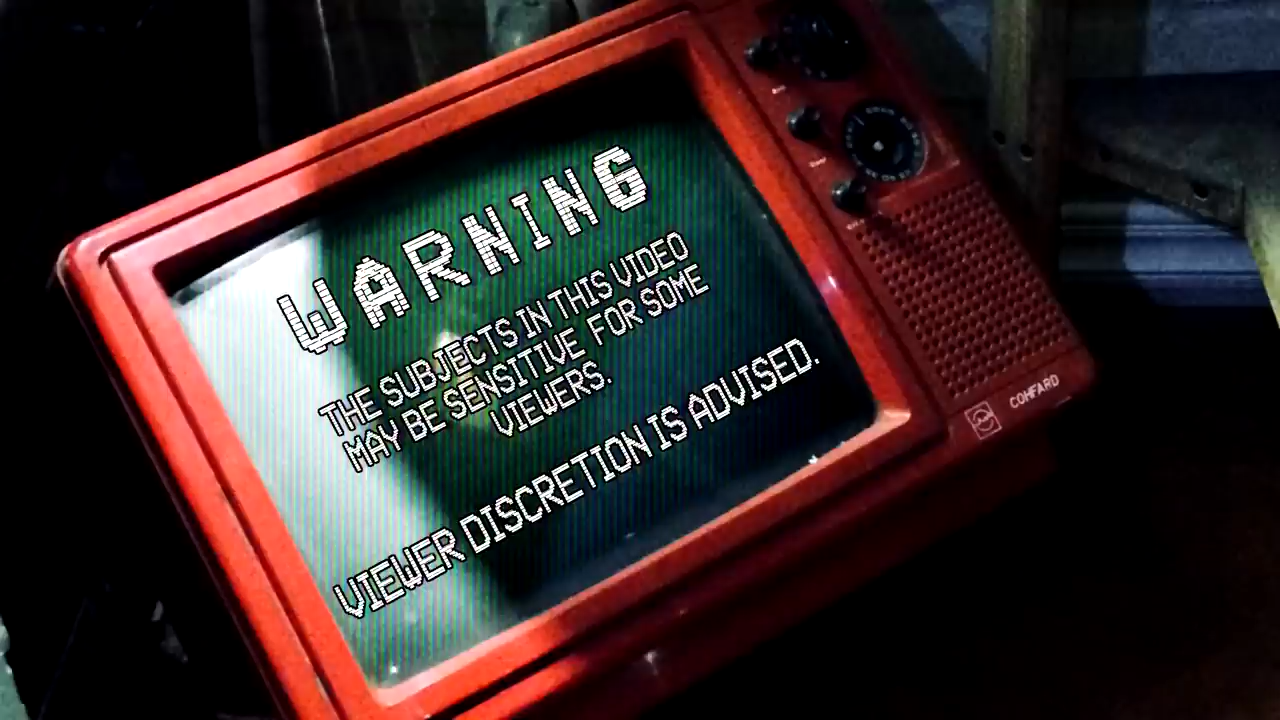 WARNING
THE SUBJECTS IN THIS VIDEO
MAY BE SENSITIVE FOR SOME
VIEWERS.
VIEWER DISCRETION IS ADVISED.
COMFARD